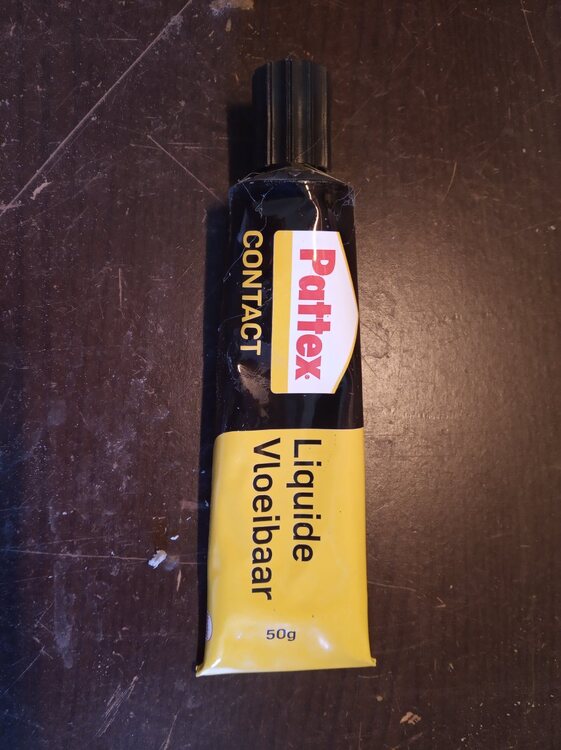 Pattex
CONTACT
Liquide
Vloeibaar
50g